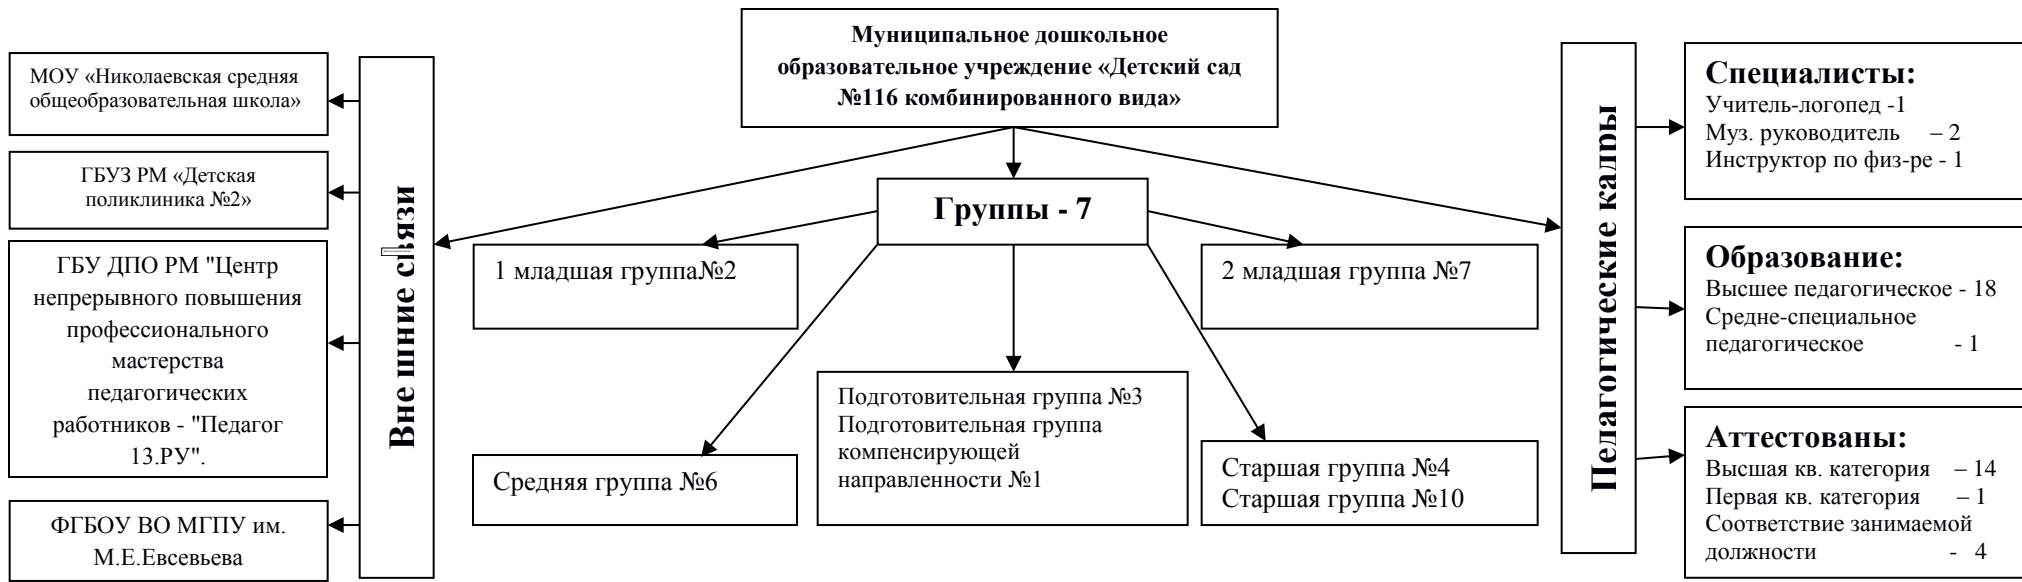 Муниципальное дошкольное
образовательное учреждение «Детский сад
№116 комбинированного вида»
МОУ «Николаевская средняя
общеобразовательная школа»
ГБУЗ РМ «Детская
поликлиника №2»
ГБУ ДПО РМ "Центр
непрерывного повышения
профессионального
мастерства
педагогических
работников - "Педагог
13.РУ".
ФГБОУ ВО МГПУ им.
М.Е.Евсевьева
Вне шние связи
Группы - 7
1 младшая группа№2
2 младшая группа №7
Средняя группа №6
Подготовительная группа №3
Подготовительная группа
компенсирующей
направленности №1
Старшая группа №4
Старшая группа №10
Педагогические кадры
Специалисты:
Учитель-логопед -1
Муз. руководитель – 2
Инструктор по физ-ре - 1
Образование:
Высшее педагогическое - 18
Средне-специальное
педагогическое - 1
Аттестованы:
Высшая кв. категория – 14
Первая кв. категория – 1
Соответствие занимаемой
должности - 4